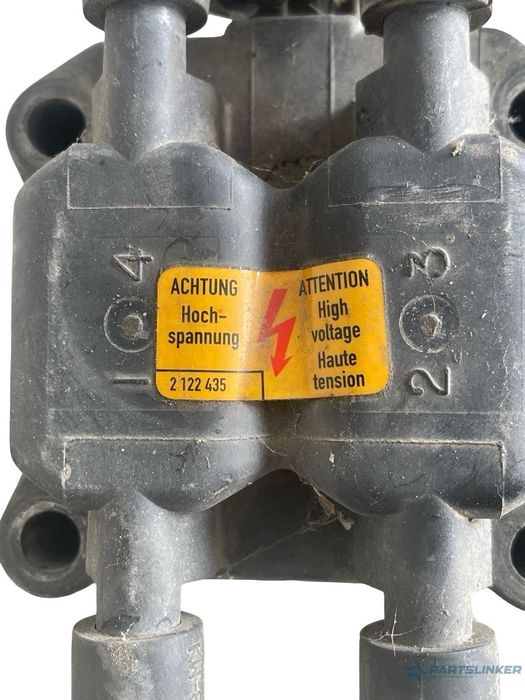 4
3
ACHTUNG
Hoch-
spannung
2 122 435
ATTENTION
High
voltage
Haute
tension
1
2
PARTSLINKER